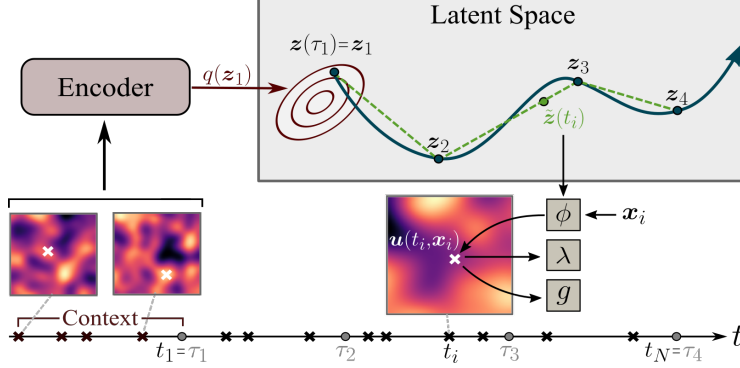 Latent Space
z(τ₁)=z₁
Encoder
q(z₁)
z₂
z₃
z₄
z̃(tᵢ)
u(tᵢ,xᵢ)
ϕ
xᵢ
λ
g
Context
t₁=τ₁
τ₂
tᵢ
τ₃
t_N=τ₄
t